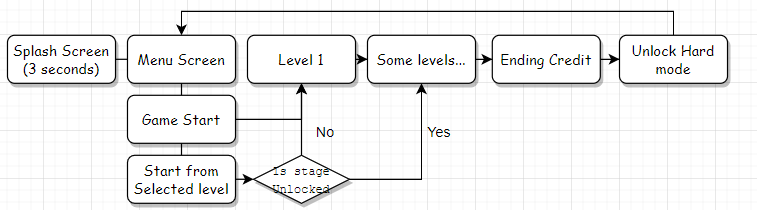 Splash Screen
(3 seconds)
Menu Screen
Level 1
Some levels...
Ending Credit
Unlock Hard
mode
Game Start
No
Yes
Start from
Selected level
Is stage
Unlocked